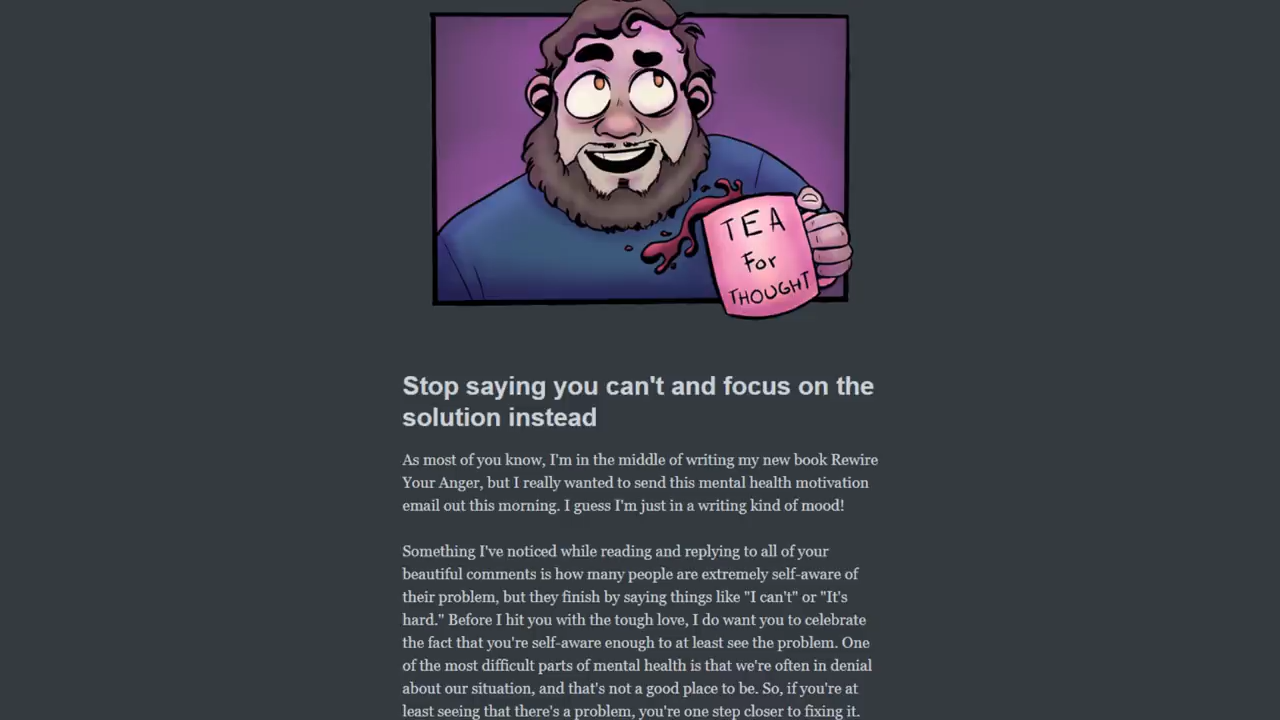 TEA
For
THOUGHT
Stop saying you can't and focus on the
solution instead
As most of you know, I'm in the middle of writing my new book Rewire
Your Anger, but I really wanted to send this mental health motivation
email out this morning. I guess I'm just in a writing kind of mood!
Something I've noticed while reading and replying to all of your
beautiful comments is how many people are extremely self-aware of
their problem, but they finish by saying things like "I can't" or "It's
hard." Before I hit you with the tough love, I do want you to celebrate
the fact that you're self-aware enough to at least see the problem. One
of the most difficult parts of mental health is that we're often in denial
about our situation, and that's not a good place to be. So, if you're at
least seeing that there's a problem, you're one step closer to fixing it.